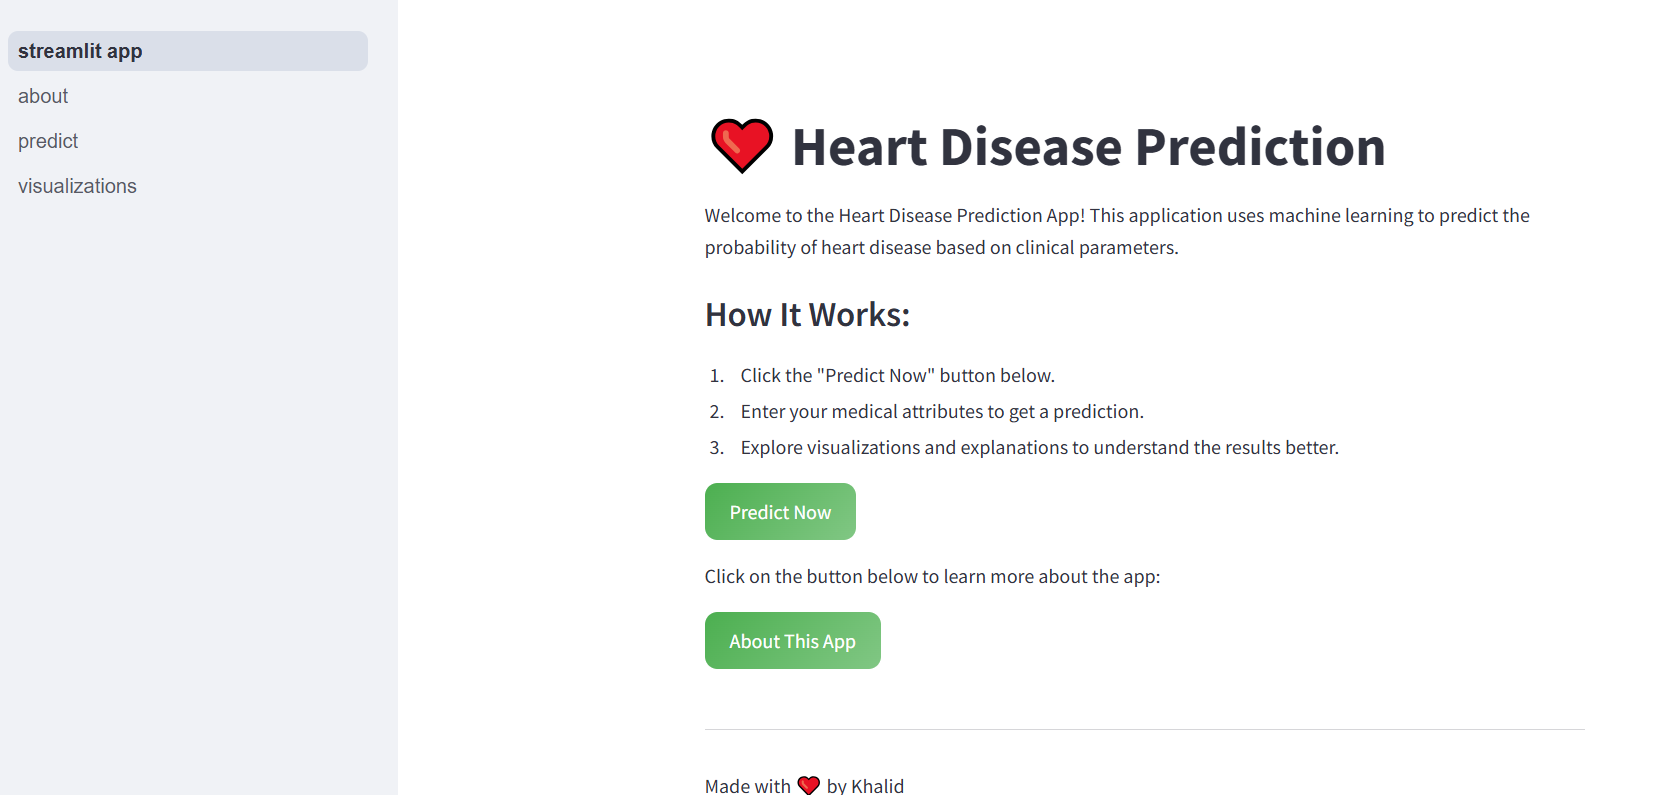 streamlit app
about
predict
visualizations
Heart Disease Prediction
Welcome to the Heart Disease Prediction App! This application uses machine learning to predict the
probability of heart disease based on clinical parameters.
How It Works:
1. Click the "Predict Now" button below.
2. Enter your medical attributes to get a prediction.
3. Explore visualizations and explanations to understand the results better.
Predict Now
Click on the button below to learn more about the app:
About This App
Made with ❤️ by Khalid